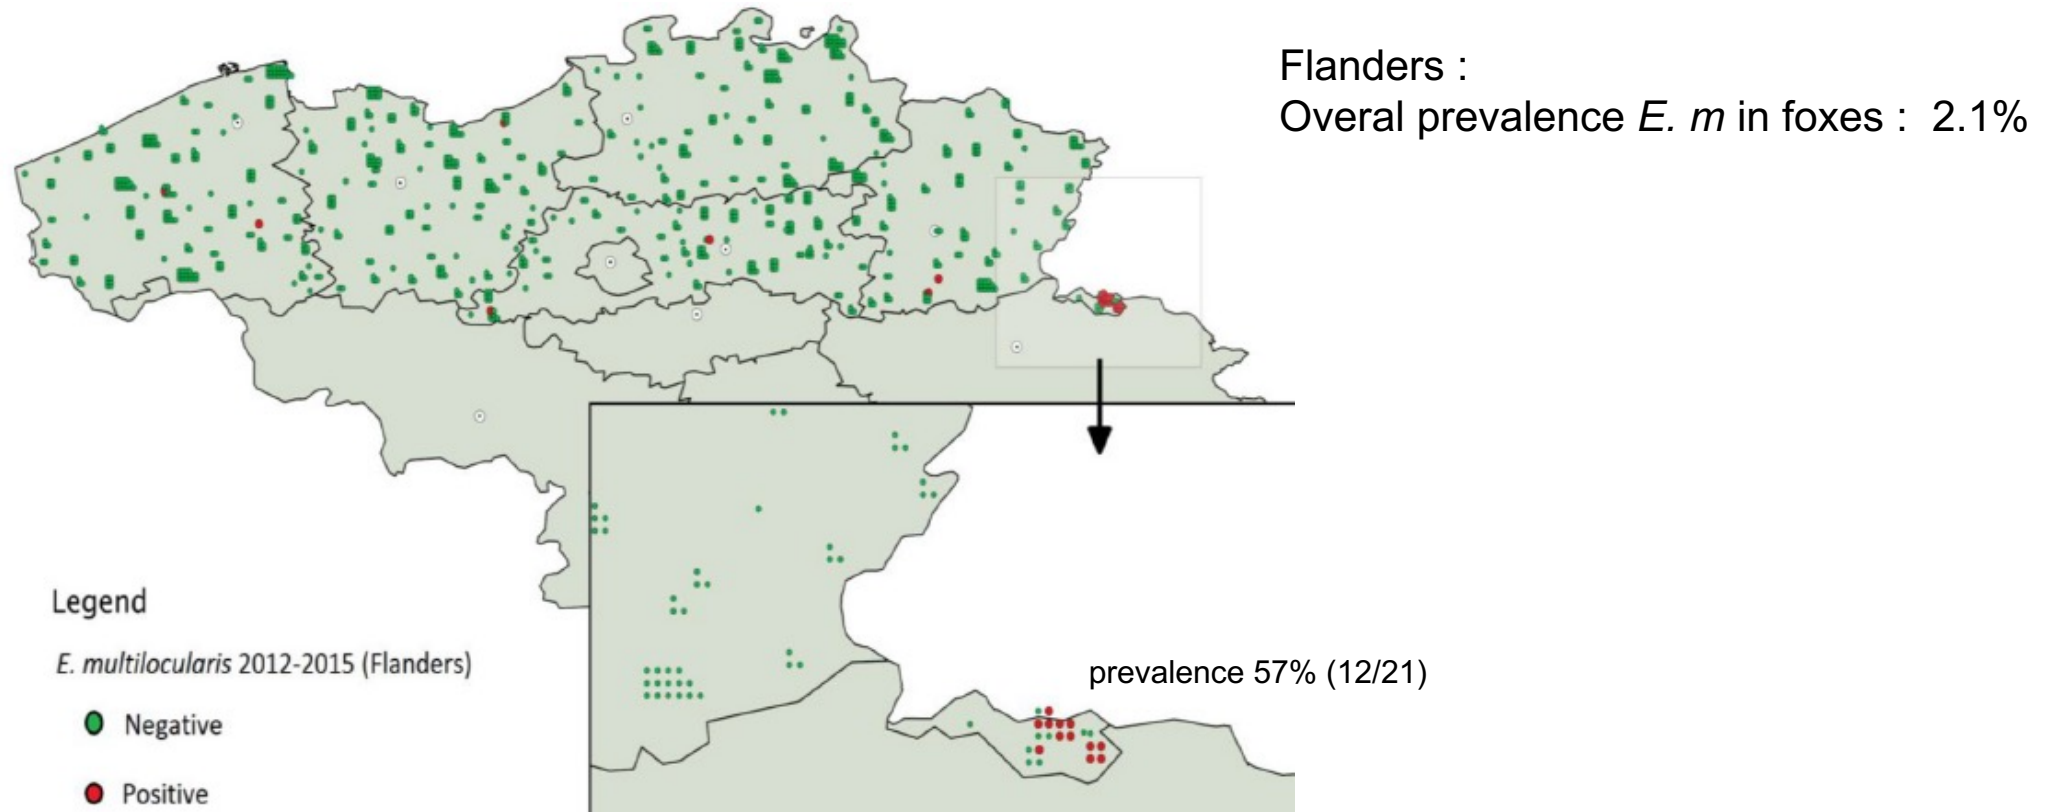 Flanders :
Overal prevalence E. m in foxes : 2.1%
Legend
E. multilocularis 2012-2015 (Flanders)
prevalence 57% (12/21)
Negative
Positive